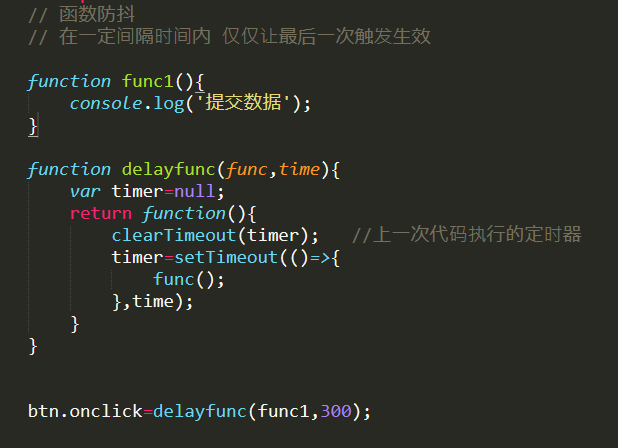 // 函数防抖
// 在一定间隔时间内 仅仅让最后一次触发生效
function func1(){
console.log('提交数据');
}
function delayfunc(func,time){
var timer=null;
return function(){
clearTimeout(timer); //上一次代码执行的定时器
timer=setTimeout(()=>{
func();
},time);
}
}
btn.onclick=delayfunc(func1,300);